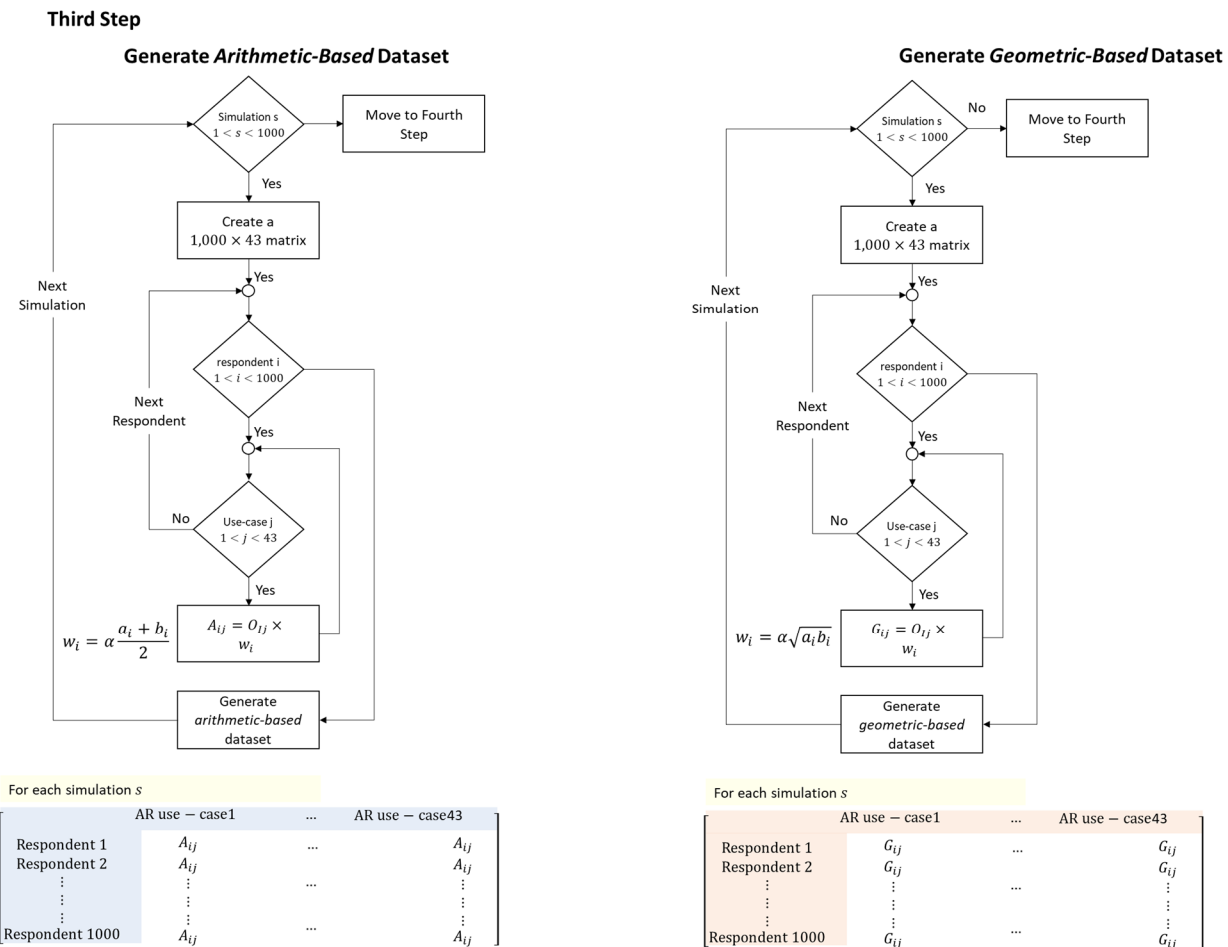 Third Step
Generate Arithmetic-Based Dataset
Simulation s
1 < s < 1000
Move to Fourth
Step
Yes
Create a
1,000 × 43 matrix
Yes
Next
Simulation
respondent i
1 < i < 1000
Next
Respondent
Yes
No
Use-case j
1 < j < 43
Yes
w_i = α (a_i + b_i)/2
A_ij = O_Ij ×
w_i
Generate
arithmetic-based
dataset
For each simulation s
AR use − case1 ... AR use − case43
Respondent 1 A_ij ... A_ij
Respondent 2 A_ij A_ij
⋮ ⋮ ... ⋮
⋮ ⋮ ⋮
⋮ ⋮ ⋮
Respondent 1000 A_ij ... A_ij
Generate Geometric-Based Dataset
Simulation s
1 < s < 1000
No
Move to Fourth
Step
Yes
Create a
1,000 × 43 matrix
Yes
Next
Simulation
respondent i
1 < i < 1000
Next
Respondent
Yes
No
Use-case j
1 < j < 43
Yes
w_i = α√(a_i b_i)
G_ij = O_Ij ×
w_i
Generate
geometric-based
dataset
For each simulation s
AR use − case1 ... AR use − case43
Respondent 1 G_ij ... G_ij
Respondent 2 G_ij G_ij
⋮ ⋮ ... ⋮
⋮ ⋮ ⋮
⋮ ⋮ ⋮
Respondent 1000 G_ij ... G_ij